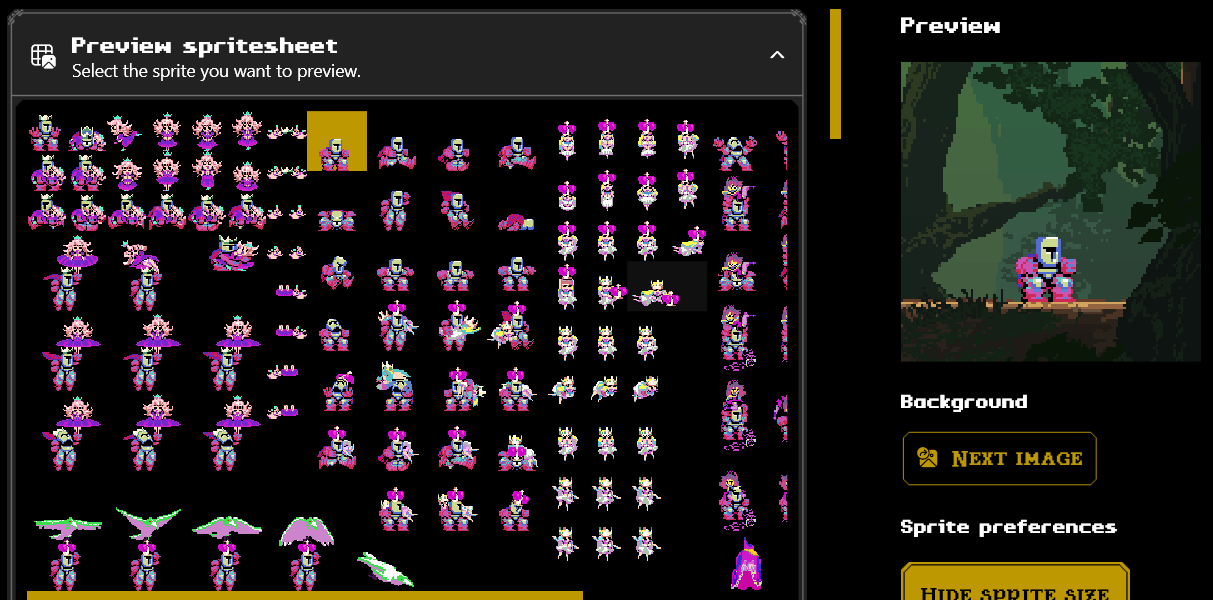 Preview spritesheet
Select the sprite you want to preview.
Preview
Background
Next image
Sprite preferences
Hide sprite size